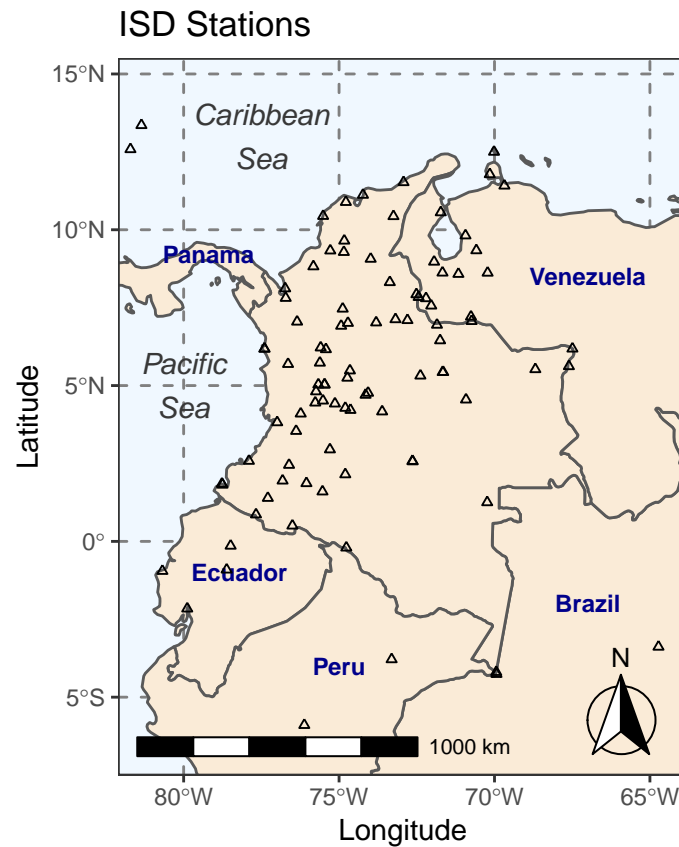 ISD Stations
15°N
10°N
5°N
0°
5°S
Latitude
Caribbean
Sea
Panama
Venezuela
Pacific
Sea
Ecuador
Brazil
Peru
N
1000 km
80°W
75°W
70°W
65°W
Longitude